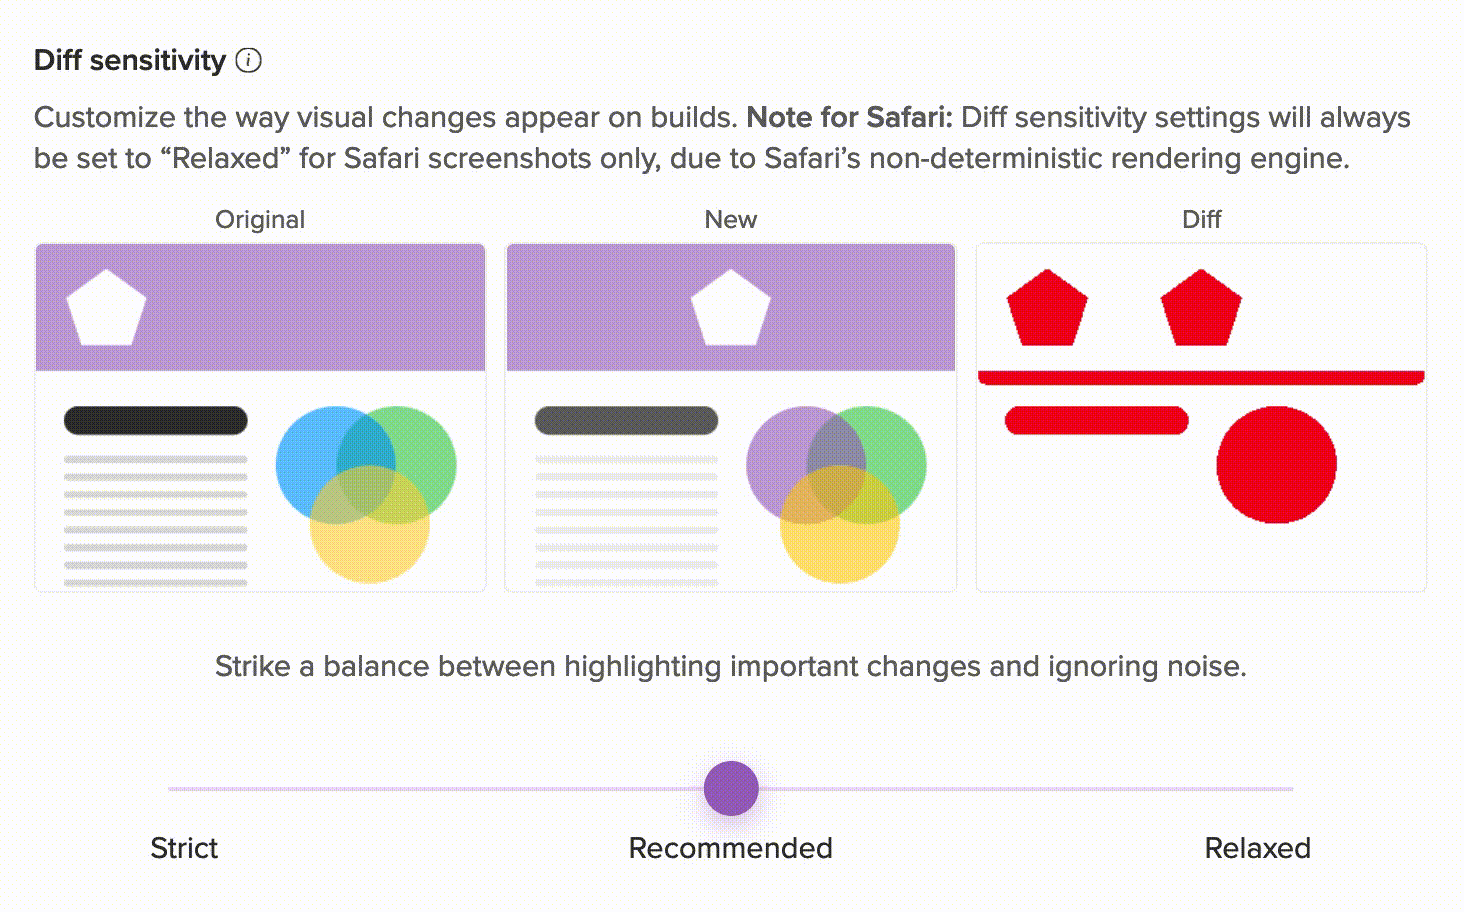 Diff sensitivity
Customize the way visual changes appear on builds. Note for Safari: Diff sensitivity settings will always
be set to “Relaxed” for Safari screenshots only, due to Safari’s non-deterministic rendering engine.
Original
New
Diff
Strike a balance between highlighting important changes and ignoring noise.
Strict
Recommended
Relaxed